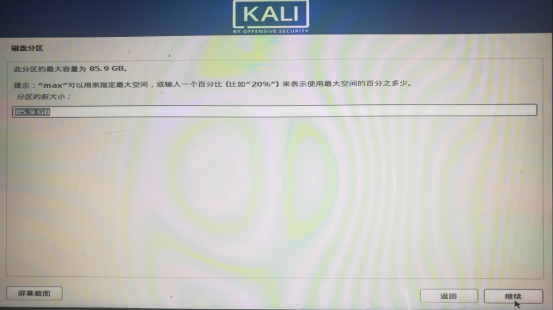 KALI
BY OFFENSIVE SECURITY
磁盘分区
此分区的最大容量为 85.9 GB。
提示：“max”可以用来指定最大空间，或输入一个百分比 (比如“20%”) 来表示使用最大空间的百分之多少。
分区的新大小：
85.9 GB
屏幕截图
返回
继续